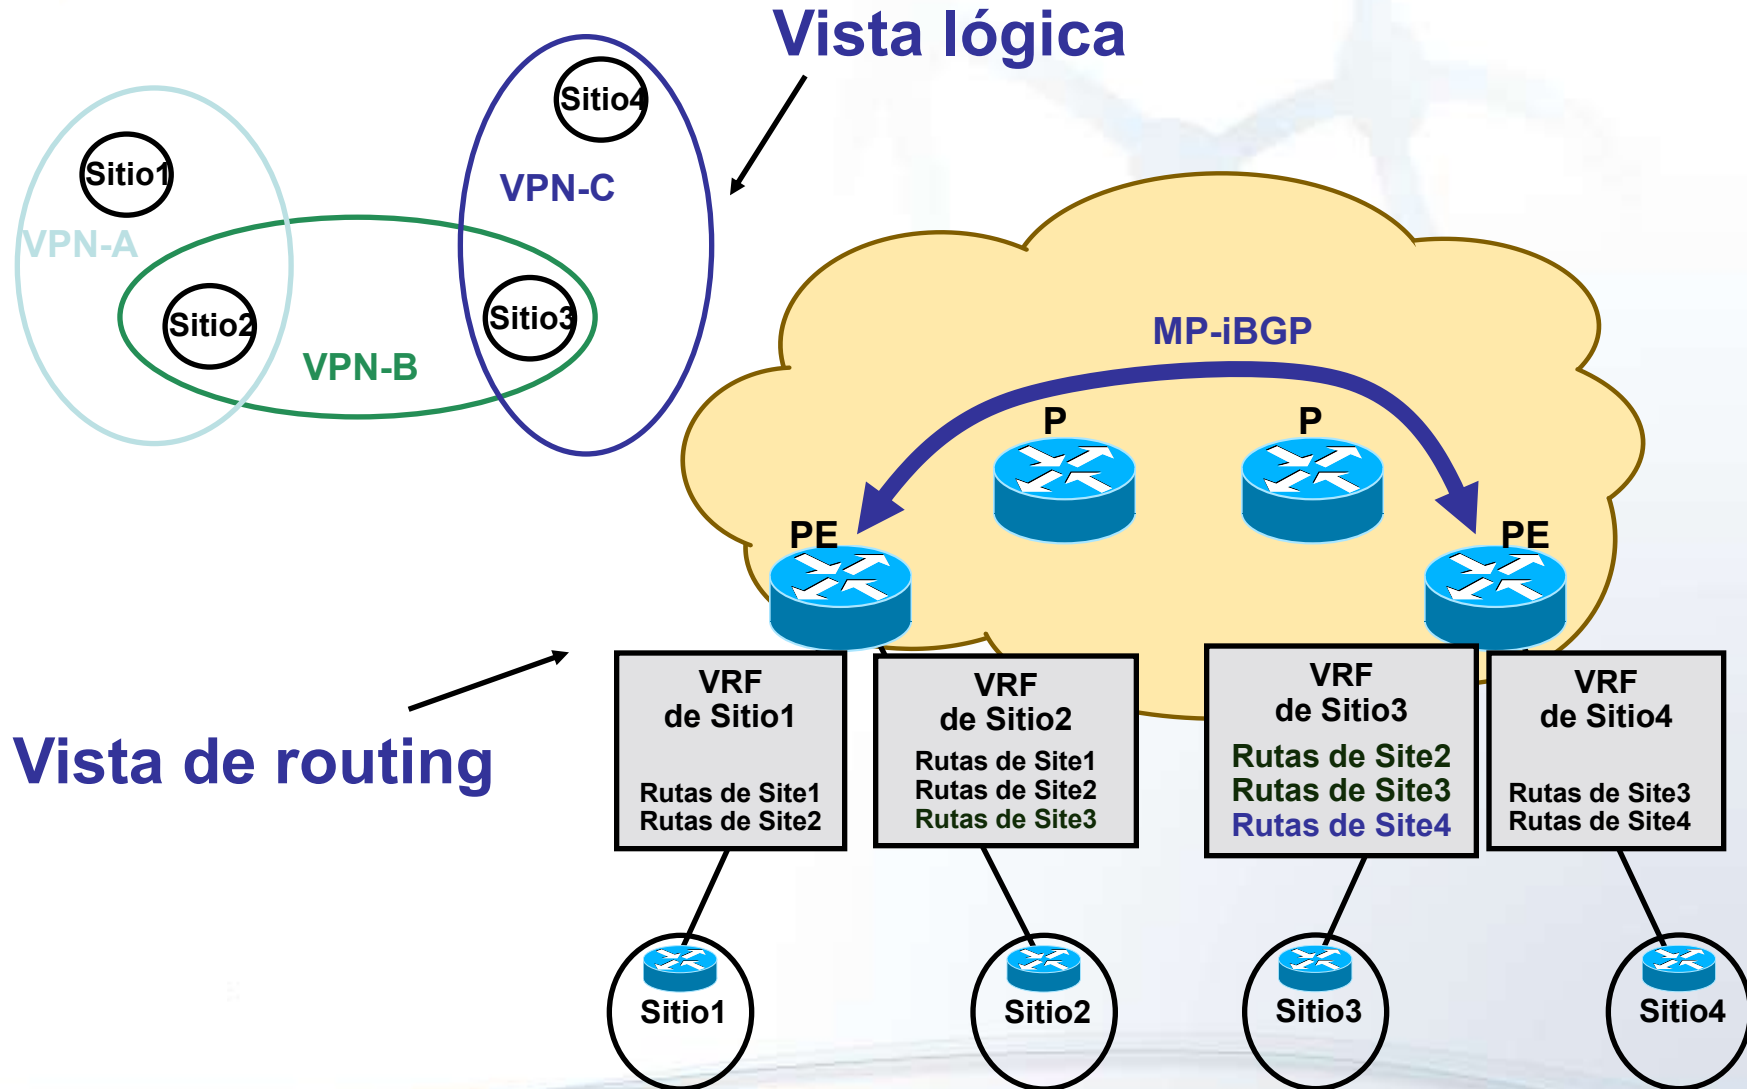 Vista lógica
Sitio4
Sitio1
VPN-C
VPN-A
Sitio2
Sitio3
VPN-B
MP-iBGP
P
P
PE
PE
Vista de routing
VRF
de Sitio1
Rutas de Site1
Rutas de Site2
VRF
de Sitio2
Rutas de Site1
Rutas de Site2
Rutas de Site3
VRF
de Sitio3
Rutas de Site2
Rutas de Site3
Rutas de Site4
VRF
de Sitio4
Rutas de Site3
Rutas de Site4
Sitio1
Sitio2
Sitio3
Sitio4